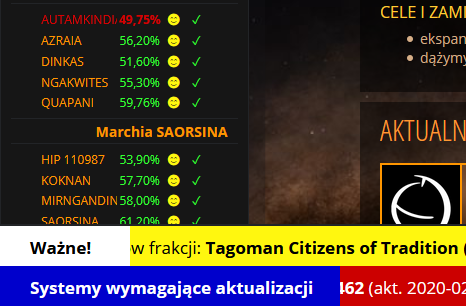 AUTAMKINDI 49,75%
AZRAIA 56,20%
DINKAS 51,60%
NGAKWITES 55,30%
QUAPANI 59,76%
Marchia SAORSINA
HIP 110987 53,90%
KOKNAN 57,70%
MIRNGANDIN 58,00%
SAORSINA 61,20%
CELE I ZAMI
ekspan
dążymy
AKTUALN
Ważne! w frakcji: Tagoman Citizens of Tradition (
Systemy wymagające aktualizacji 462 (akt. 2020-02